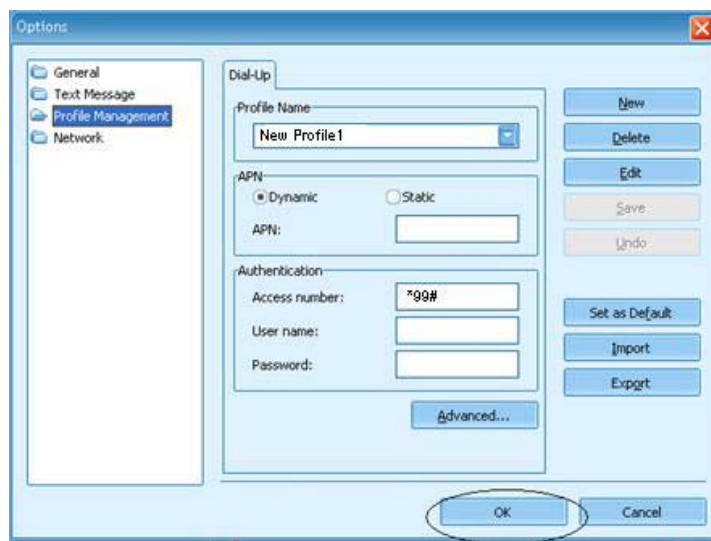 Options
General
Text Message
Profile Management
Network
Dial-Up
Profile Name
New Profile1
APN
Dynamic Static
APN:
Authentication
Access number: *99#
User name:
Password:
Advanced...
New
Delete
Edit
Save
Undo
Set as Default
Import
Export
OK Cancel